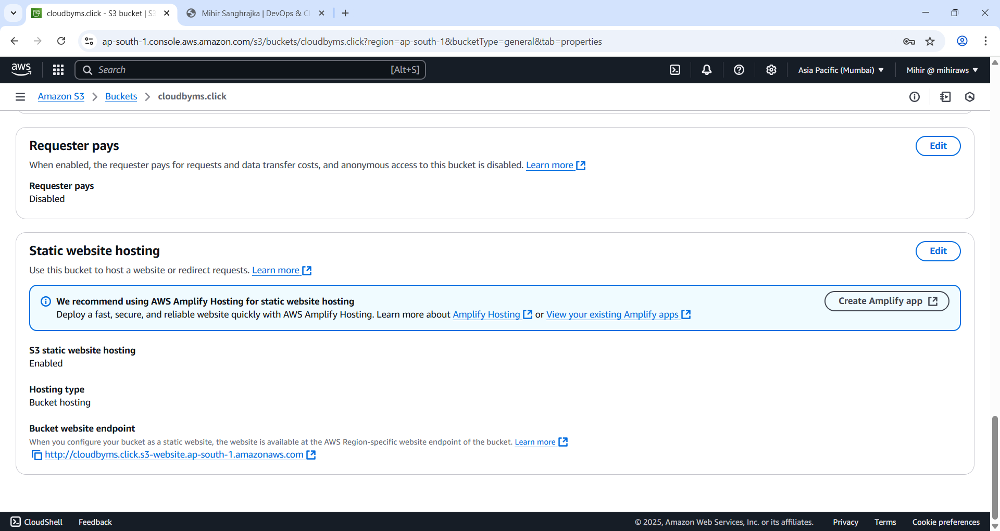 cloudbyms.click - S3 bucket | S3
Mihir Sanghrajka | DevOps & Cl
ap-south-1.console.aws.amazon.com/s3/buckets/cloudbyms.click?region=ap-south-1&bucketType=general&tab=properties
aws
Search
[Alt+S]
Asia Pacific (Mumbai)
Mihir @ mihiraws
Amazon S3
Buckets
cloudbyms.click
Requester pays
Edit
When enabled, the requester pays for requests and data transfer costs, and anonymous access to this bucket is disabled. Learn more
Requester pays
Disabled
Static website hosting
Edit
Use this bucket to host a website or redirect requests. Learn more
We recommend using AWS Amplify Hosting for static website hosting
Create Amplify app
Deploy a fast, secure, and reliable website quickly with AWS Amplify Hosting. Learn more about Amplify Hosting or View your existing Amplify apps
S3 static website hosting
Enabled
Hosting type
Bucket hosting
Bucket website endpoint
When you configure your bucket as a static website, the website is available at the AWS Region-specific website endpoint of the bucket. Learn more
http://cloudbyms.click.s3-website.ap-south-1.amazonaws.com
CloudShell
Feedback
© 2025, Amazon Web Services, Inc. or its affiliates.
Privacy
Terms
Cookie preferences